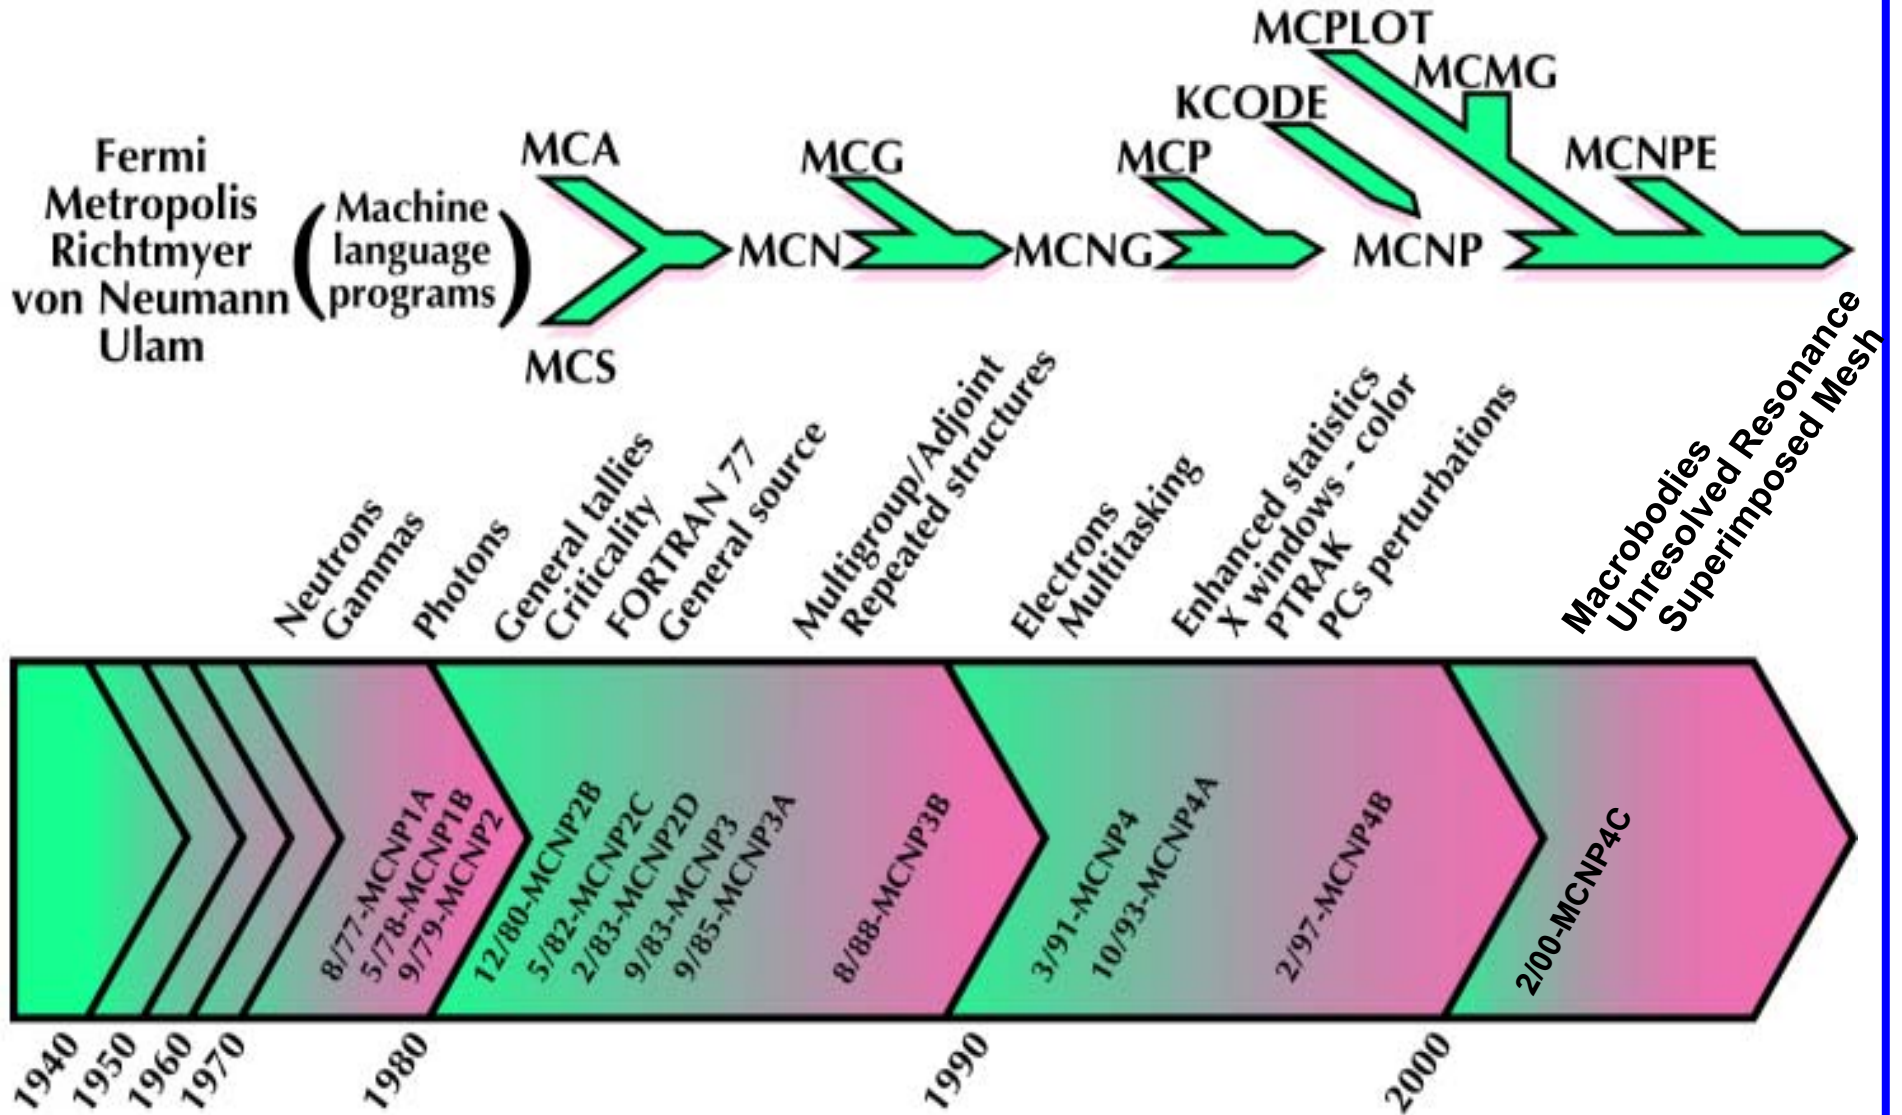 MCPLOT
MCMG
KCODE
MCA
MCG
MCP
MCNPE
Fermi
Metropolis
Richtmyer
von Neumann
Ulam
(Machine
language
programs)
MCN
MCNG
MCNP
MCS
Neutrons
Gammas
Photons
General tallies
Criticality
FORTRAN 77
General source
Multigroup/Adjoint
Repeated structures
Electrons
Multitasking
Enhanced statistics
X windows - color
PTRAK
PCs perturbations
Macrobodies
Unresolved Resonance
Superimposed Mesh
8/77-MCNP1A
5/78-MCNP1B
9/79-MCNP2
12/80-MCNP2B
5/82-MCNP2C
2/83-MCNP2D
9/83-MCNP3
9/85-MCNP3A
8/88-MCNP3B
3/91-MCNP4
10/93-MCNP4A
2/97-MCNP4B
2/00-MCNP4C
1940
1950
1960
1970
1980
1990
2000